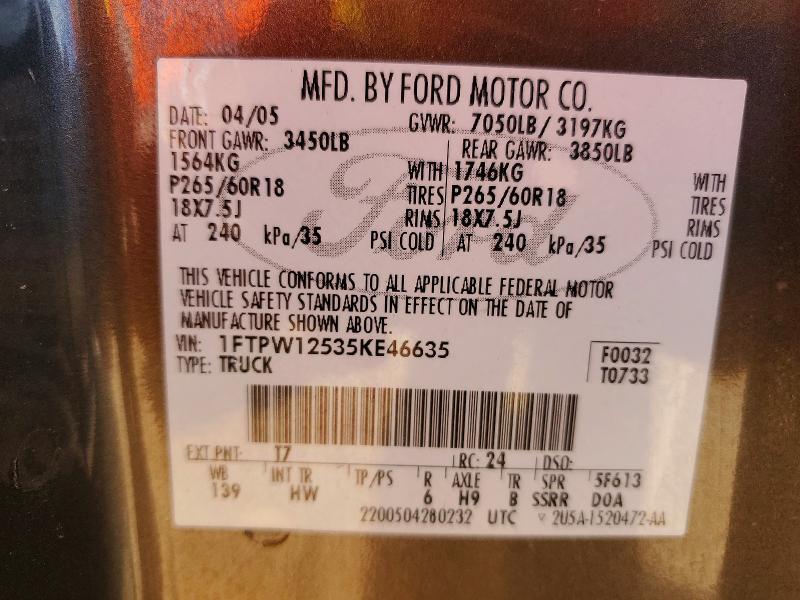 MFD. BY FORD MOTOR CO.
DATE: 04/05 GVWR: 7050LB/ 3197KG
FRONT GAWR: 3450LB REAR GAWR: 3850LB
1564KG WITH 1746KG WITH
P265/60R18 TIRES P265/60R18 TIRES
18X7.5J RIMS 18X7.5J RIMS
AT 240 kPa/35 PSI COLD AT 240 kPa/35 PSI COLD
Ford
THIS VEHICLE CONFORMS TO ALL APPLICABLE FEDERAL MOTOR
VEHICLE SAFETY STANDARDS IN EFFECT ON THE DATE OF
MANUFACTURE SHOWN ABOVE.
VIN: 1FTPW12535KE46635 F0032
TYPE: TRUCK T0733
EXT PNT: T7 RC: 24 DSO:
WB INT TR TP/PS R AXLE TR SPR 5F613
139 HW 6 H9 B SSRR DOA
2200504280232 UTC ▽ 2U5A-1520472-AA